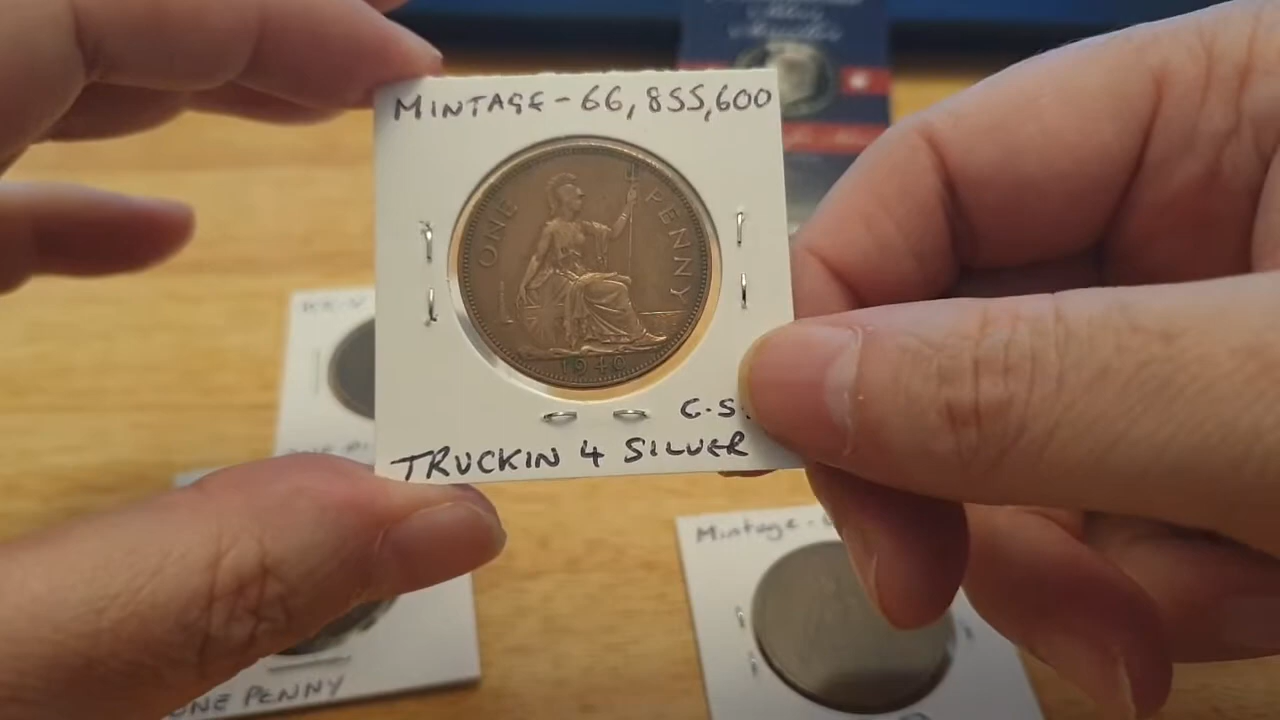 MINTAGE - 66,855,600
ONE PENNY
1940
C.S.
TRUCKIN 4 SILVER
Mintage -
ONE PENNY